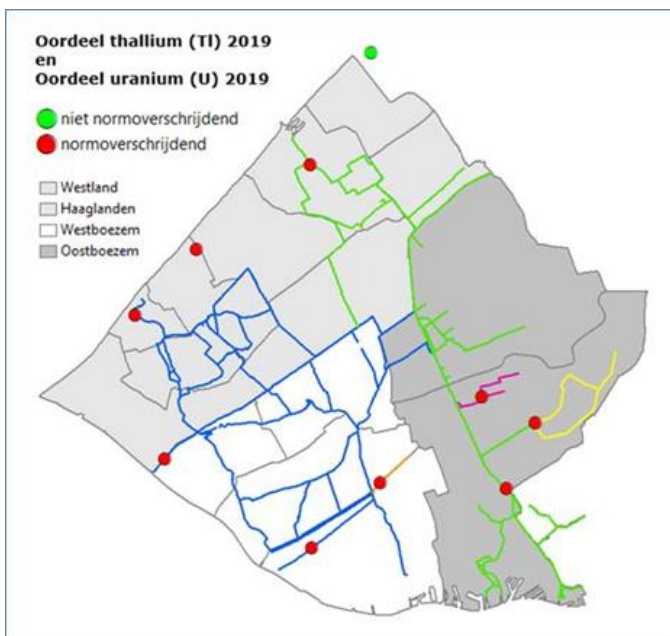 Oordeel thallium (Tl) 2019
en
Oordeel uranium (U) 2019
niet normoverschrijdend
normoverschrijdend
Westland
Haaglanden
Westboezem
Oostboezem